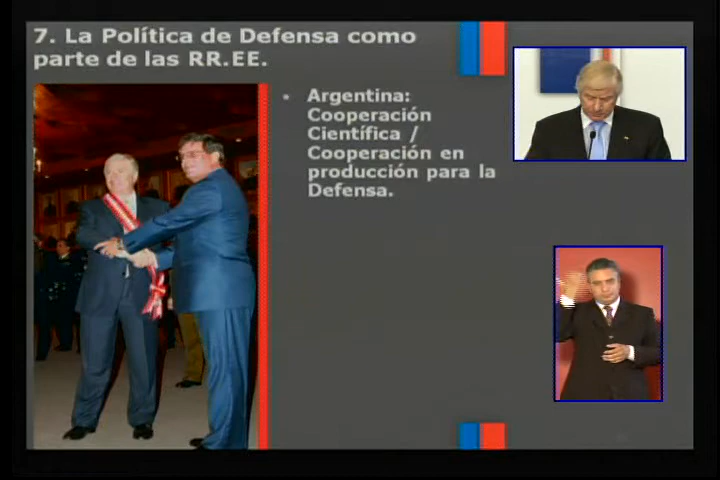 7. La Política de Defensa como
parte de las RR.EE.
• Argentina:
Cooperación
Científica /
Cooperación en
producción para la
Defensa.